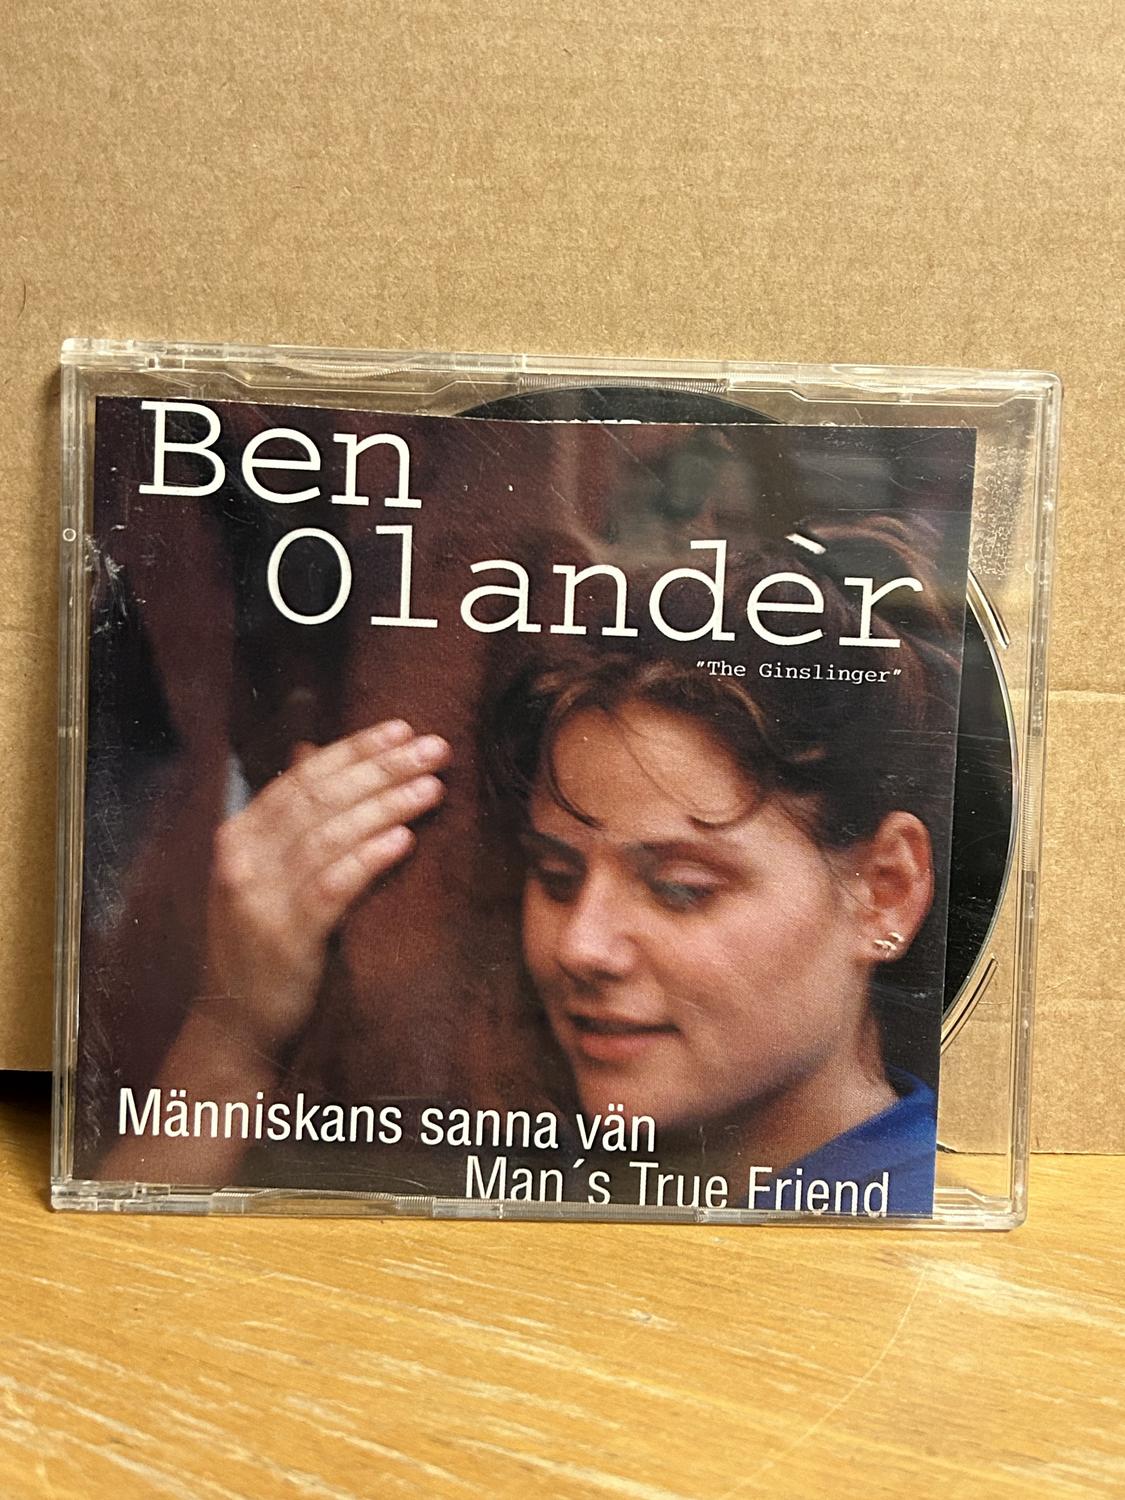 Ben
Olandèr
"The Ginslinger"
Människans sanna vän
Man´s True Friend